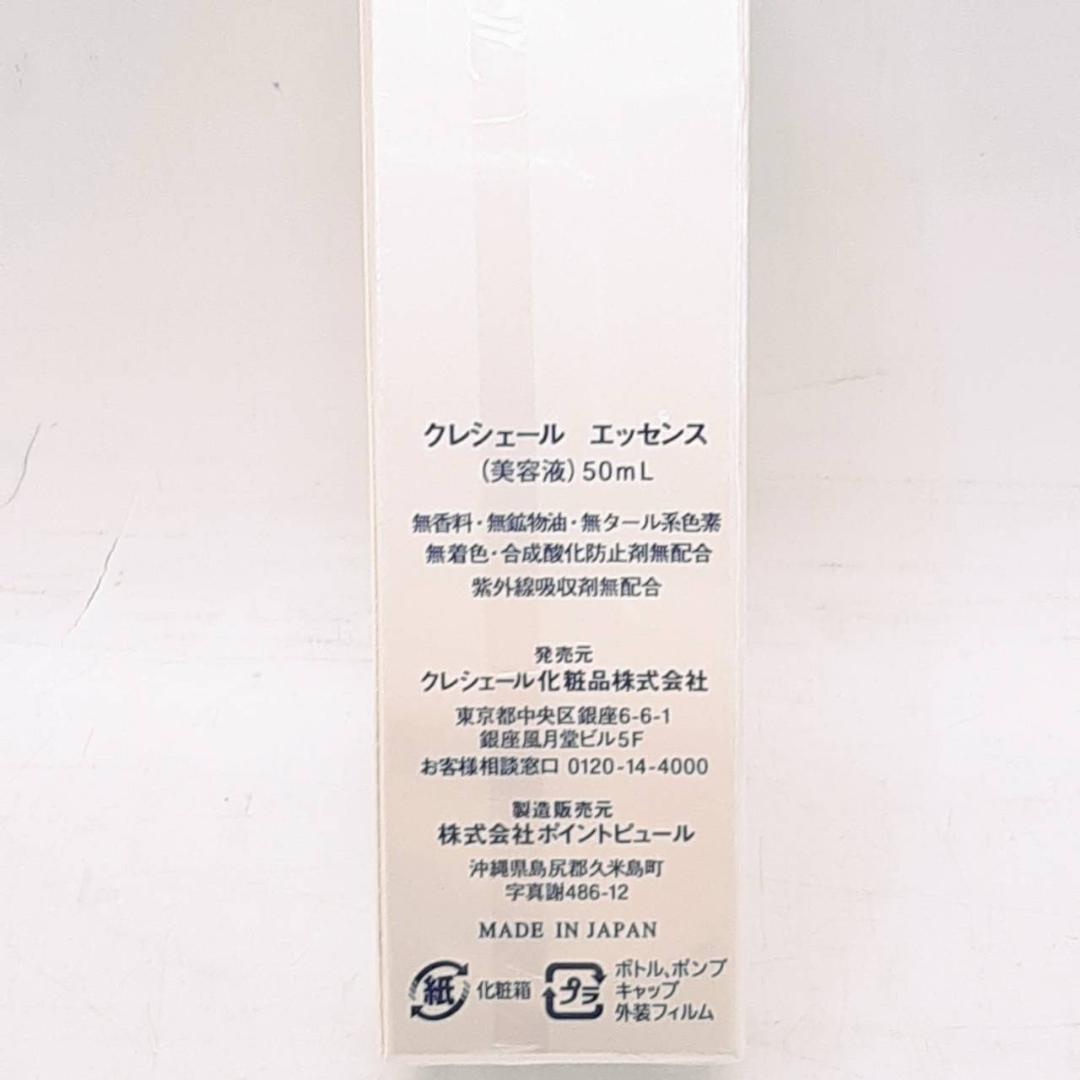 クレシェール　エッセンス
(美容液)50mL
無香料・無鉱物油・無タール系色素
無着色・合成酸化防止剤無配合
紫外線吸収剤無配合
発売元
クレシェール化粧品株式会社
東京都中央区銀座6-6-1
銀座風月堂ビル5F
お客様相談窓口 0120-14-4000
製造販売元
株式会社ポイントピュール
沖縄県島尻郡久米島町
字真謝486-12
MADE IN JAPAN
紙 化粧箱
プラ ボトル、ポンプ
キャップ
外装フィルム